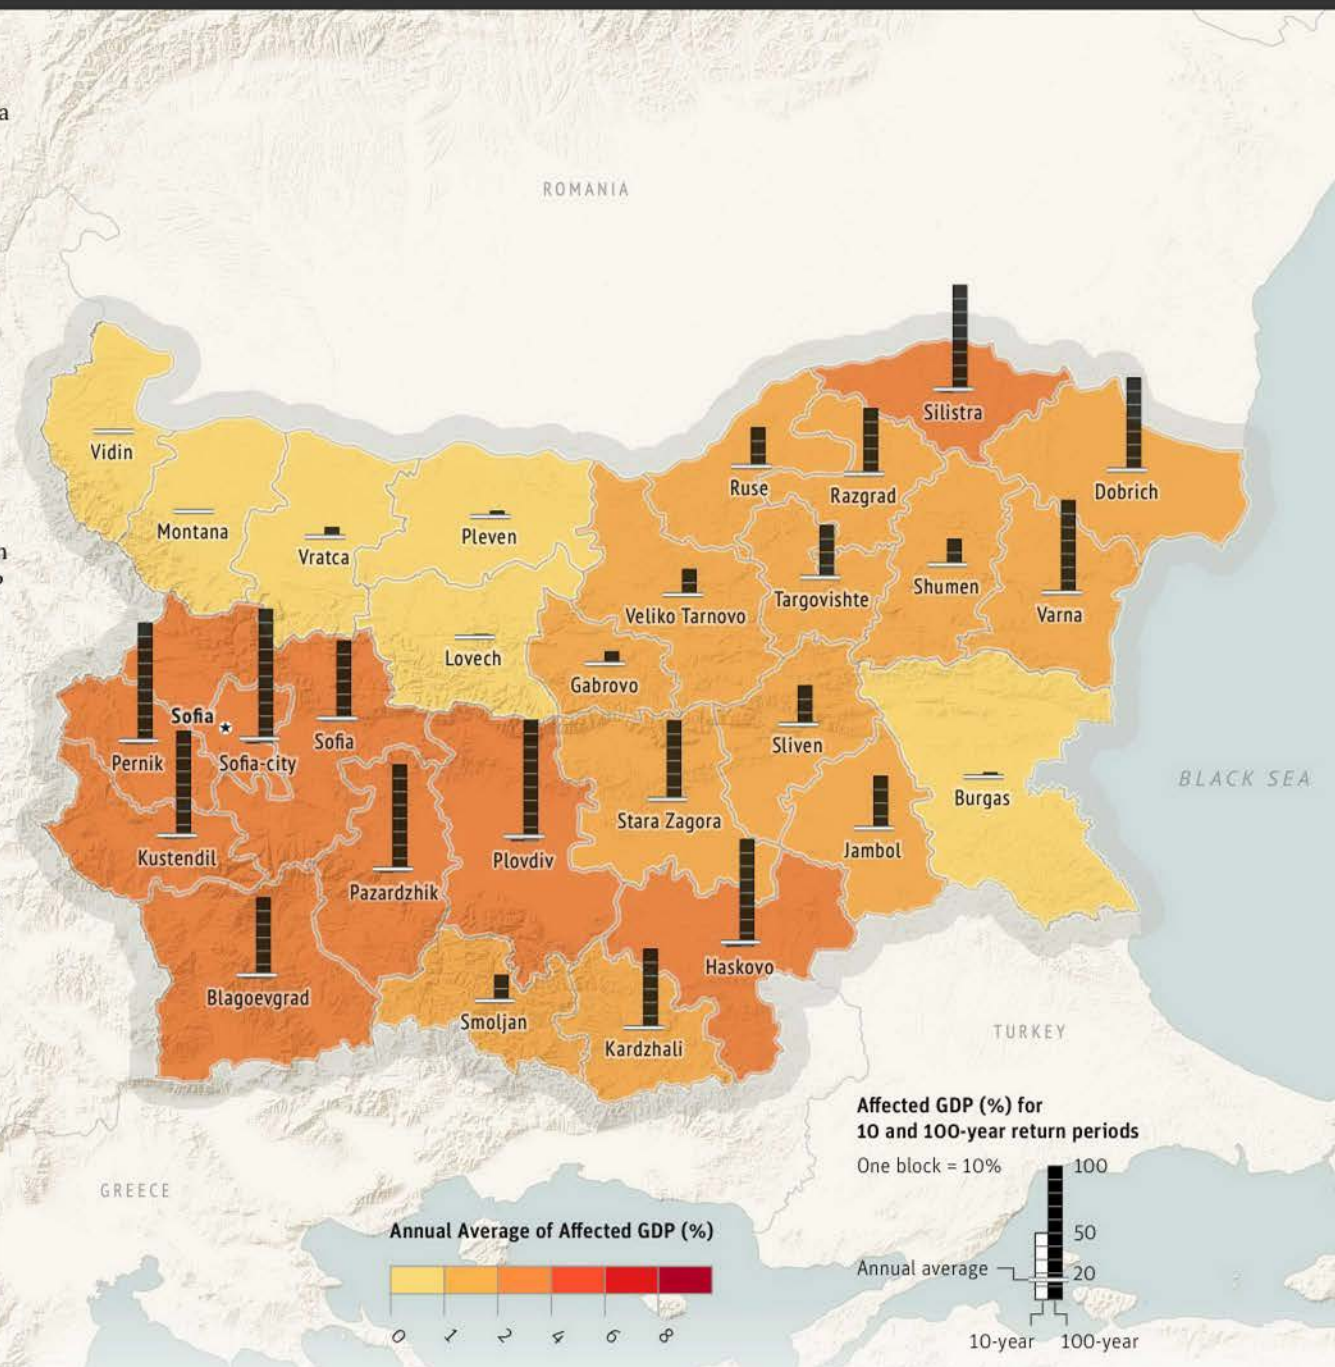 a
ROMANIA
Silistra
Vidin
Ruse
Razgrad
Dobrich
Montana
Vratca
Pleven
n
Veliko Tarnovo
Targovishte
Shumen
Varna
Lovech
Gabrovo
Sofia
Sofia
Pernik
Sofia-city
Sliven
BLACK SEA
Burgas
Stara Zagora
Kustendil
Plovdiv
Jambol
Pazardzhik
Haskovo
Blagoevgrad
Smoljan
Kardzhali
TURKEY
GREECE
Affected GDP (%) for
10 and 100-year return periods
One block = 10%
100
50
20
Annual average
10-year
100-year
Annual Average of Affected GDP (%)
0 1 2 4 6 8